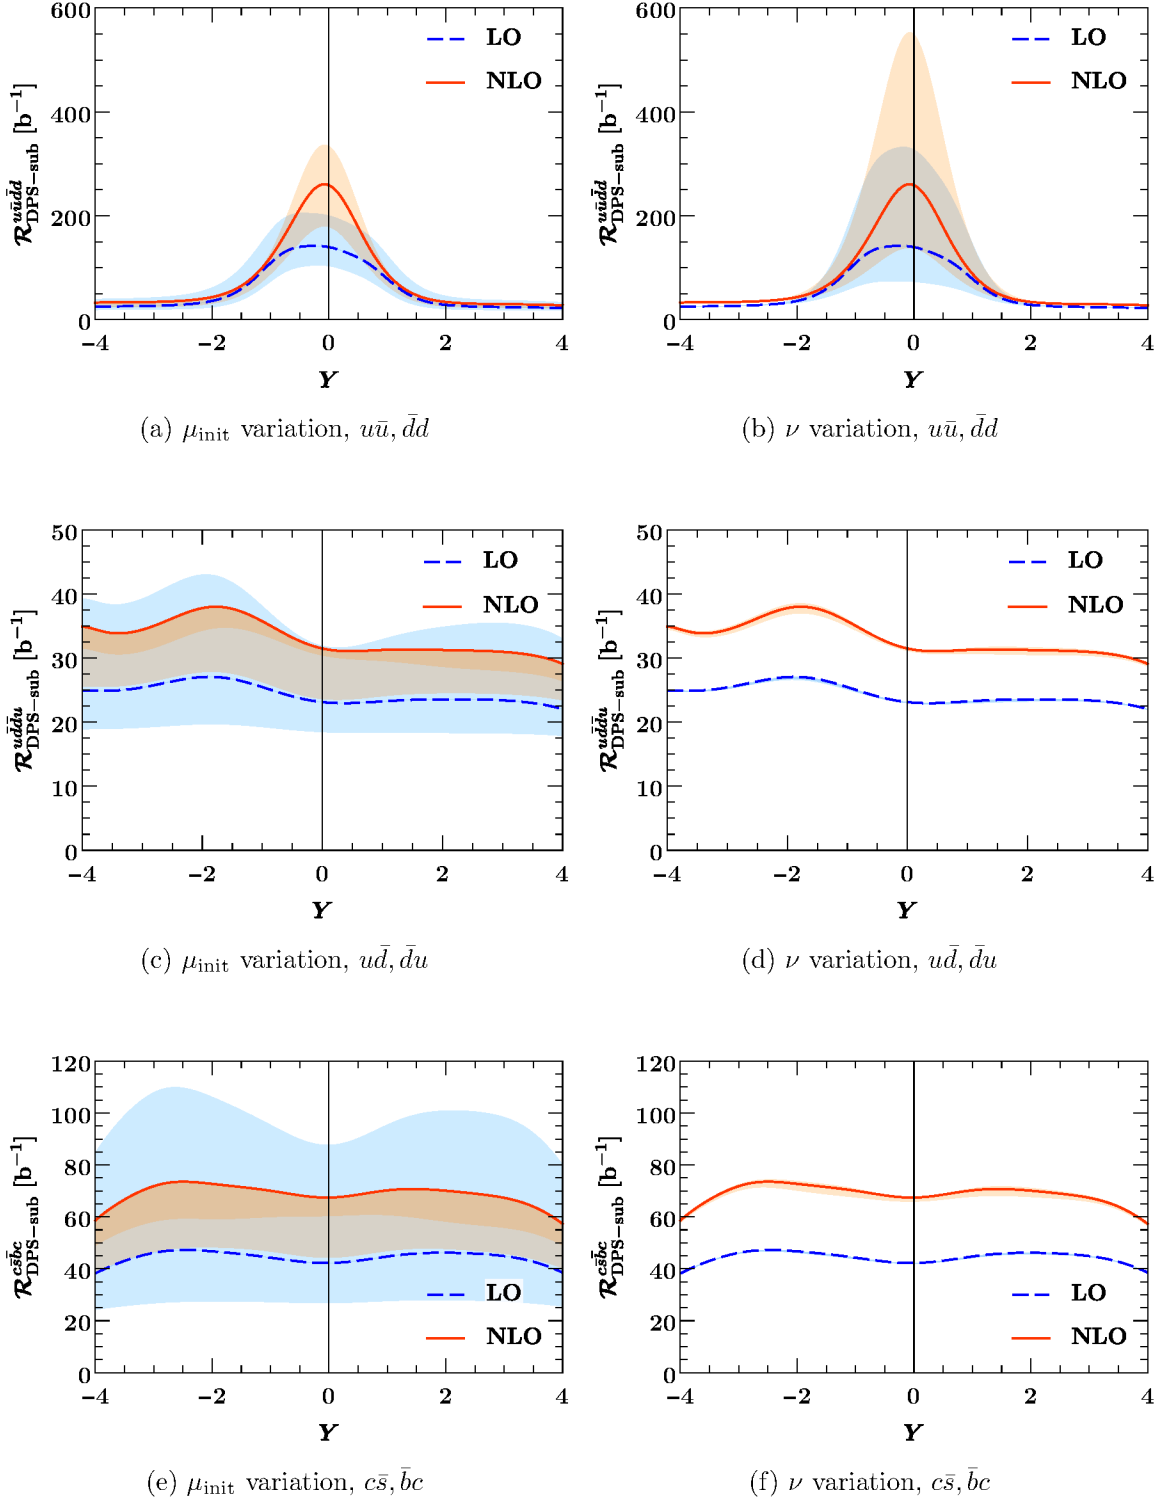 600
400
200
0
−4
−2
0
2
4
Y
R^{uūd̄d}_{DPS−sub} [b^{−1}]
LO
NLO
(a) μ_init variation, uū, d̄d
600
400
200
0
−4
−2
0
2
4
Y
R^{uūd̄d}_{DPS−sub} [b^{−1}]
LO
NLO
(b) ν variation, uū, d̄d
50
40
30
20
10
0
−4
−2
0
2
4
Y
R^{ud̄d̄u}_{DPS−sub} [b^{−1}]
LO
NLO
(c) μ_init variation, ud̄, d̄u
50
40
30
20
10
0
−4
−2
0
2
4
Y
R^{ud̄d̄u}_{DPS−sub} [b^{−1}]
LO
NLO
(d) ν variation, ud̄, d̄u
120
100
80
60
40
20
0
−4
−2
0
2
4
Y
R^{cs̄b̄c}_{DPS−sub} [b^{−1}]
LO
NLO
(e) μ_init variation, cs̄, b̄c
120
100
80
60
40
20
0
−4
−2
0
2
4
Y
R^{cs̄b̄c}_{DPS−sub} [b^{−1}]
LO
NLO
(f) ν variation, cs̄, b̄c